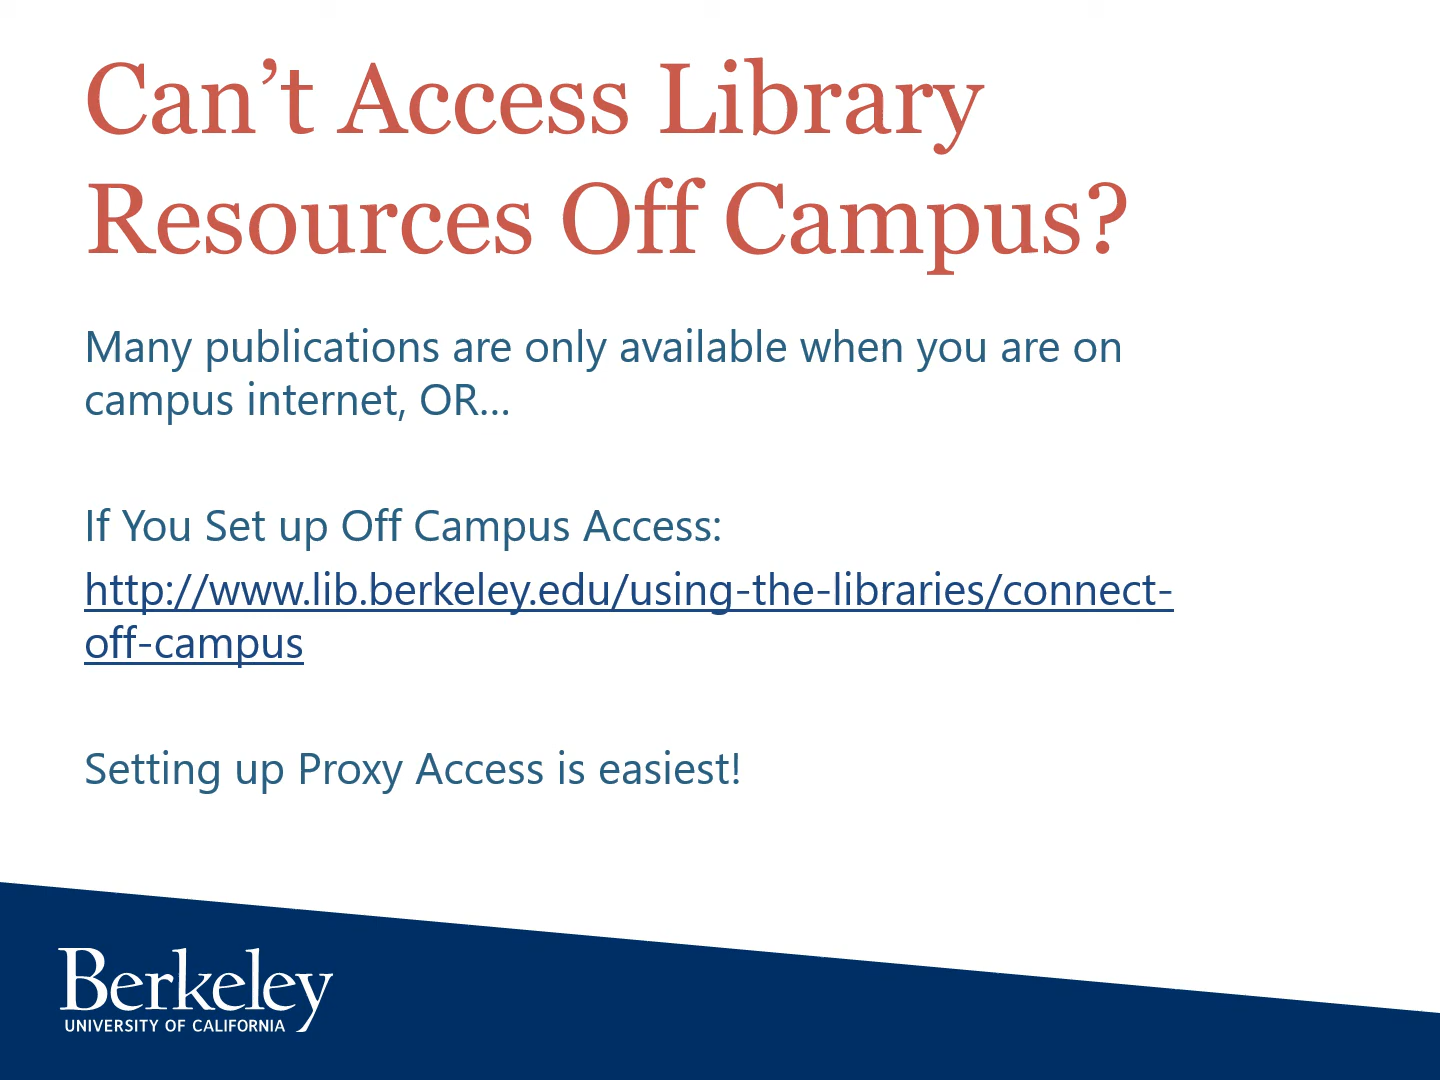 Can’t Access Library
Resources Off Campus?
Many publications are only available when you are on
campus internet, OR…
If You Set up Off Campus Access:
http://www.lib.berkeley.edu/using-the-libraries/connect-
off-campus
Setting up Proxy Access is easiest!
Berkeley
UNIVERSITY OF CALIFORNIA